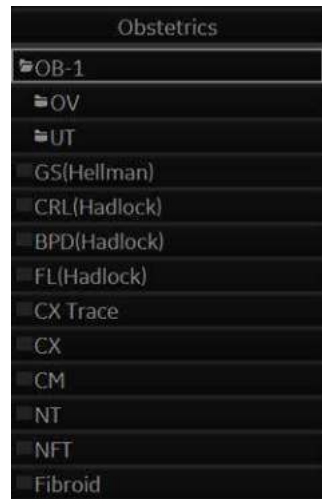 Obstetrics
OB-1
OV
UT
GS(Hellman)
CRL(Hadlock)
BPD(Hadlock)
FL(Hadlock)
CX Trace
CX
CM
NT
NFT
Fibroid